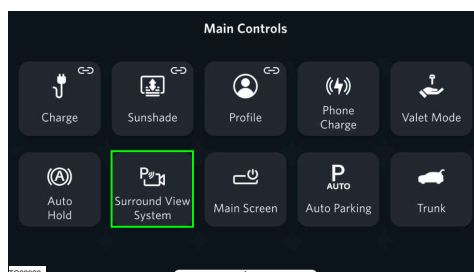 Main Controls
Charge
Sunshade
Profile
Phone
Charge
Valet Mode
Auto
Hold
Surround View
System
Main Screen
P
AUTO
Auto Parking
Trunk